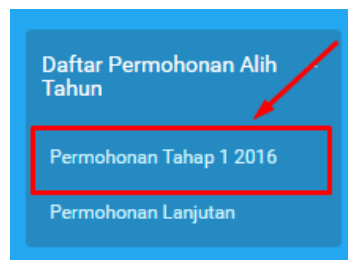 Daftar Permohonan Alih
Tahun
Permohonan Tahap 1 2016
Permohonan Lanjutan